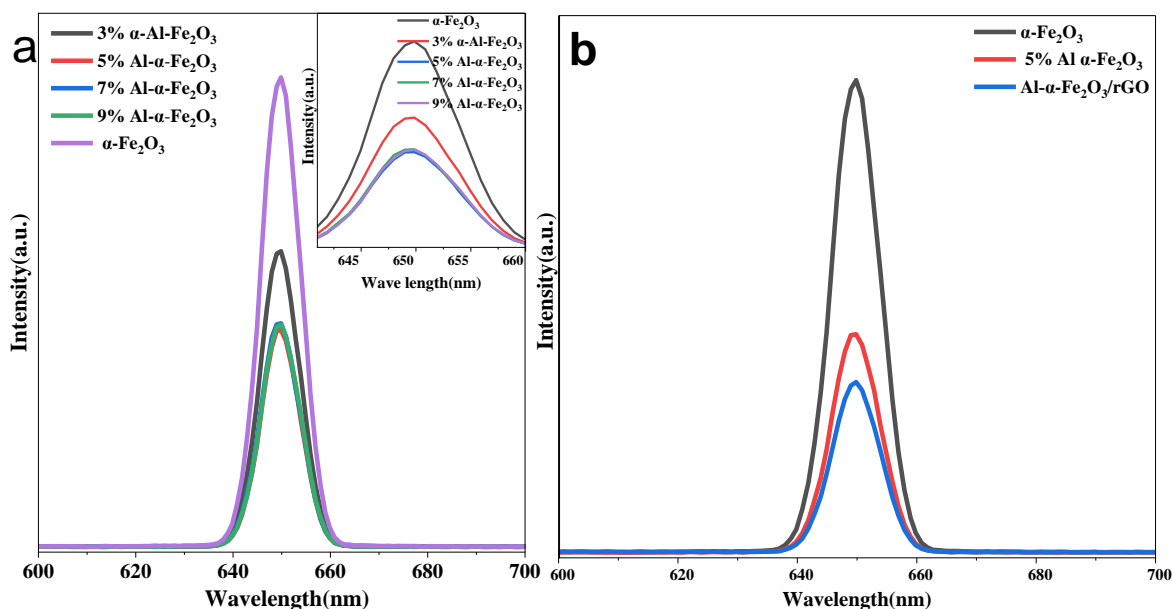 a
3% α-Al-Fe₂O₃
5% Al-α-Fe₂O₃
7% Al-α-Fe₂O₃
9% Al-α-Fe₂O₃
α-Fe₂O₃
Intensity(a.u.)
600
620
640
660
680
700
Wavelength(nm)
α-Fe₂O₃
3% α-Al-Fe₂O₃
5% Al-α-Fe₂O₃
7% Al-α-Fe₂O₃
9% Al-α-Fe₂O₃
Intensity(a.u.)
645
650
655
660
Wave length(nm)
b
α-Fe₂O₃
5% Al α-Fe₂O₃
Al-α-Fe₂O₃/rGO
Intensity(a.u.)
600
620
640
660
680
700
Wavelength(nm)